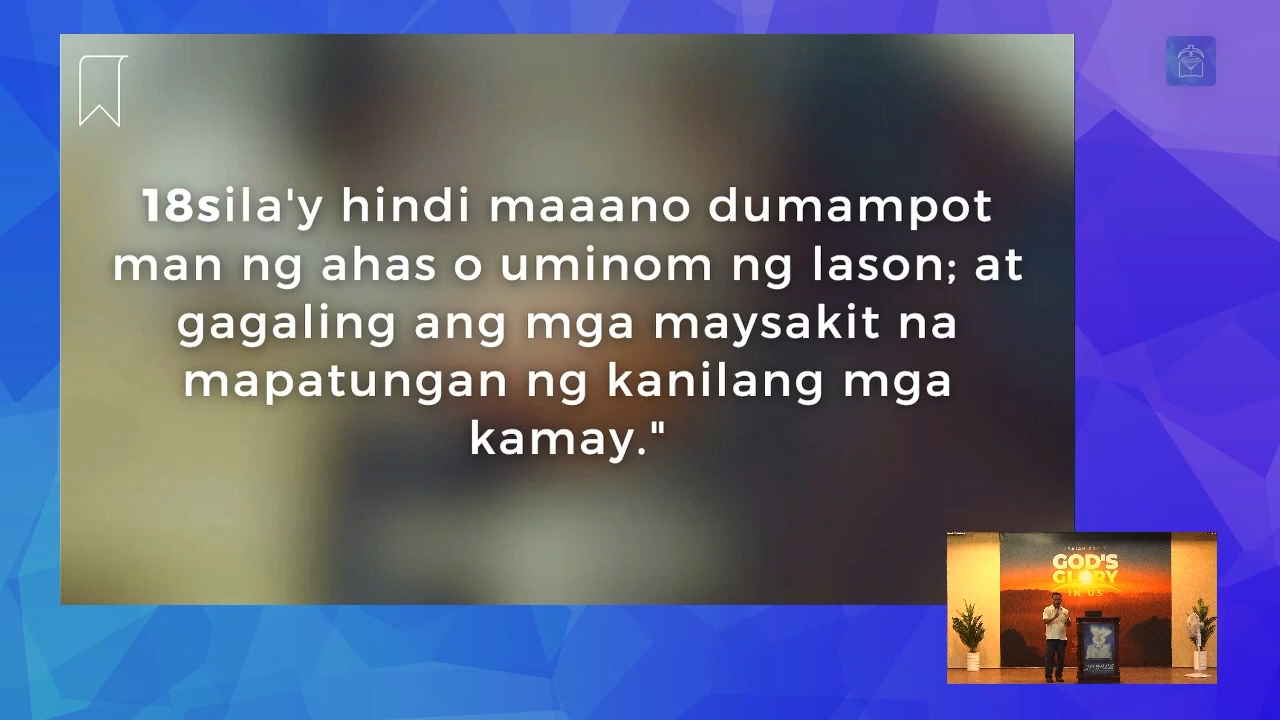 18sila'y hindi maaano dumampot
man ng ahas o uminom ng lason; at
gagaling ang mga maysakit na
mapatungan ng kanilang mga
kamay."
GOD'S
GLORY
IN US